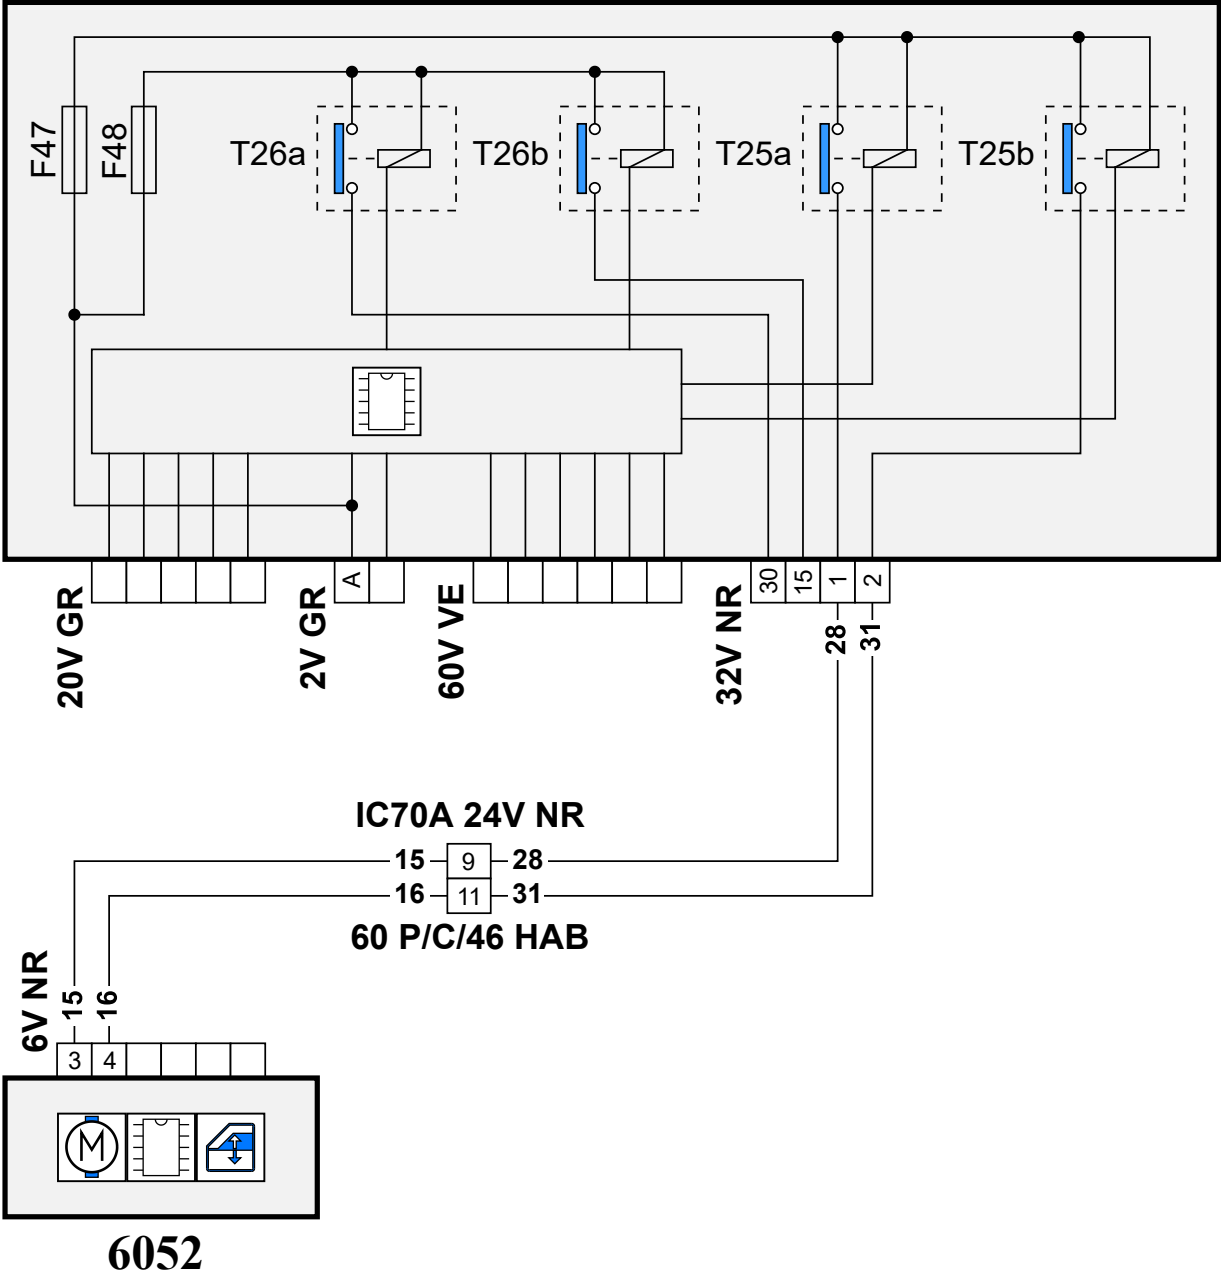 F47
F48
T26a
T26b
T25a
T25b
A
30
15
1
2
20V GR
2V GR
60V VE
32V NR
28
31
IC70A 24V NR
15 9 28
16 11 31
60 P/C/46 HAB
6V NR
15
16
3
4
M
6052